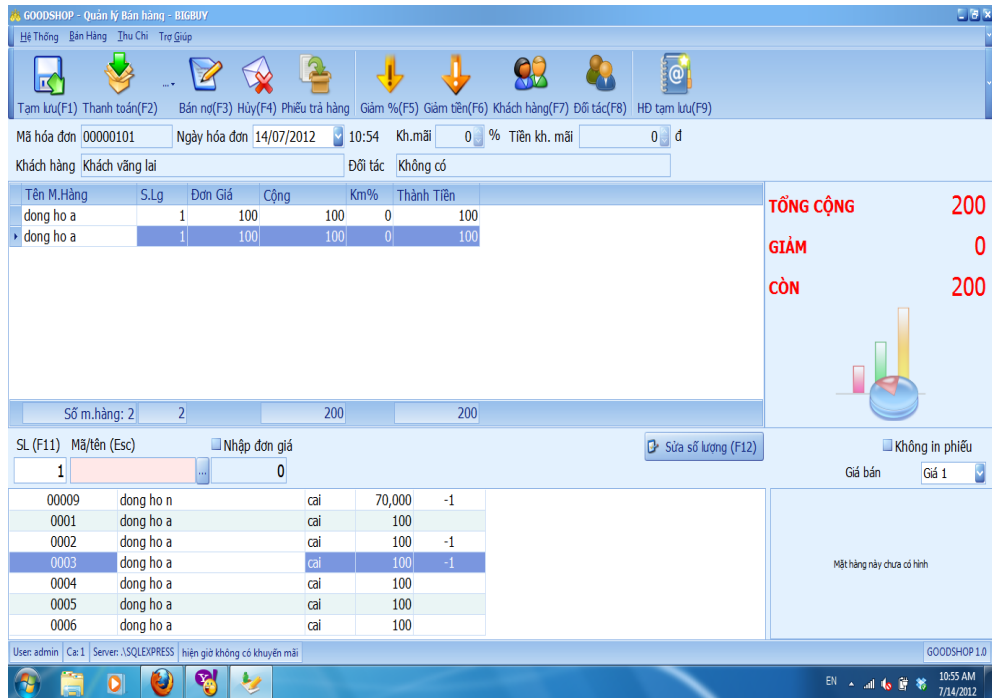 GOODSHOP - Quản lý Bán hàng - BIGBUY
Hệ Thống Bán Hàng Thu Chi Trợ Giúp
Tạm lưu(F1) Thanh toán(F2) ... Bán nợ(F3) Hủy(F4) Phiếu trả hàng Giảm %(F5) Giảm tiền(F6) Khách hàng(F7) Đối tác(F8) HĐ tạm lưu(F9)
Mã hóa đơn 00000101 Ngày hóa đơn 14/07/2012 10:54 Kh.mãi 0 % Tiền kh. mãi 0 đ
Khách hàng Khách vãng lai Đối tác Không có
Tên M.Hàng S.Lg Đơn Giá Cộng Km% Thành Tiền
dong ho a 1 100 100 0 100
dong ho a 1 100 100 0 100
TỔNG CỘNG 200
GIẢM 0
CÒN 200
Số m.hàng: 2 2 200 200
SL (F11) Mã/tên (Esc) Nhập đơn giá Sửa số lượng (F12) Không in phiếu
1 ... 0 Giá bán Giá 1
00009 dong ho n cai 70,000 -1
0001 dong ho a cai 100
0002 dong ho a cai 100 -1
0003 dong ho a cai 100 -1
0004 dong ho a cai 100
0005 dong ho a cai 100
0006 dong ho a cai 100
Mặt hàng này chưa có hình
User: admin Ca: 1 Server: .\SQLEXPRESS hiện giờ không có khuyến mãi GOODSHOP 1.0
EN 10:55 AM
7/14/2012